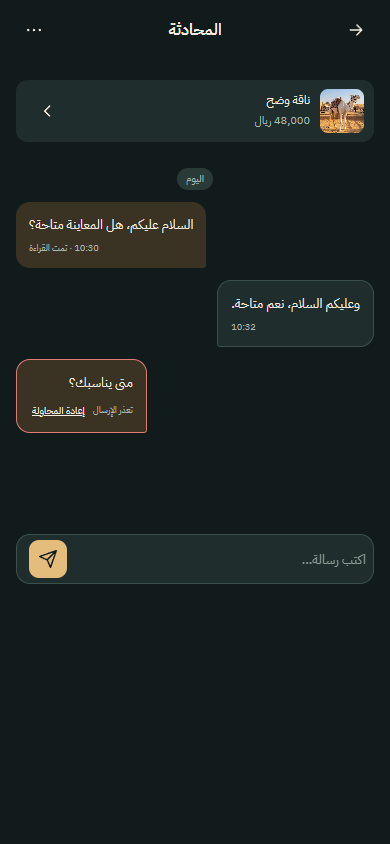 المحادثة
ناقة وضح
48,000 ريال
اليوم
السلام عليكم، هل المعاينة متاحة؟
10:30 · تمت القراءة
وعليكم السلام، نعم متاحة.
10:32
متى يناسبك؟
تعذر الإرسال إعادة المحاولة
اكتب رسالة...